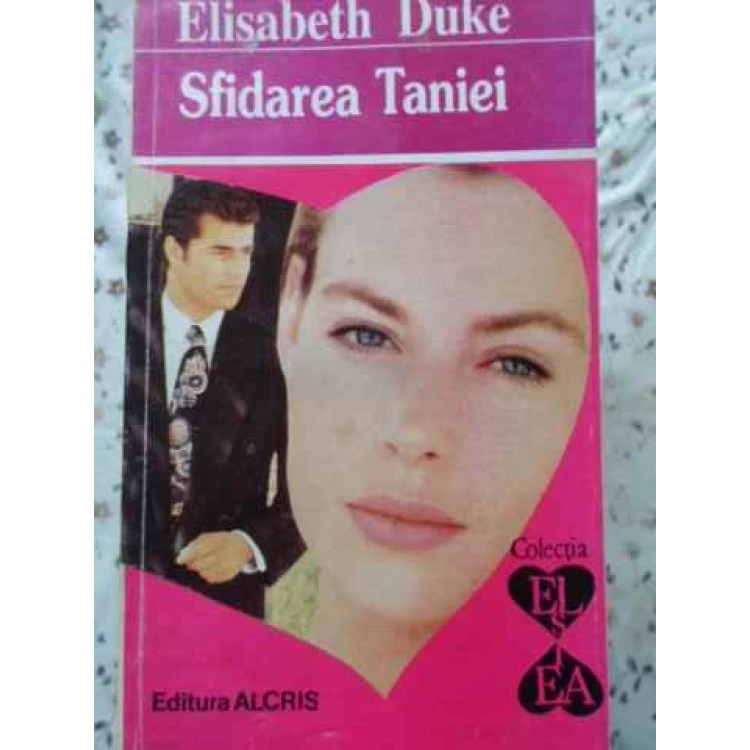 Elisabeth Duke
Sfidarea Taniei
Colecția
EL
ȘI
EA
Editura ALCRIS